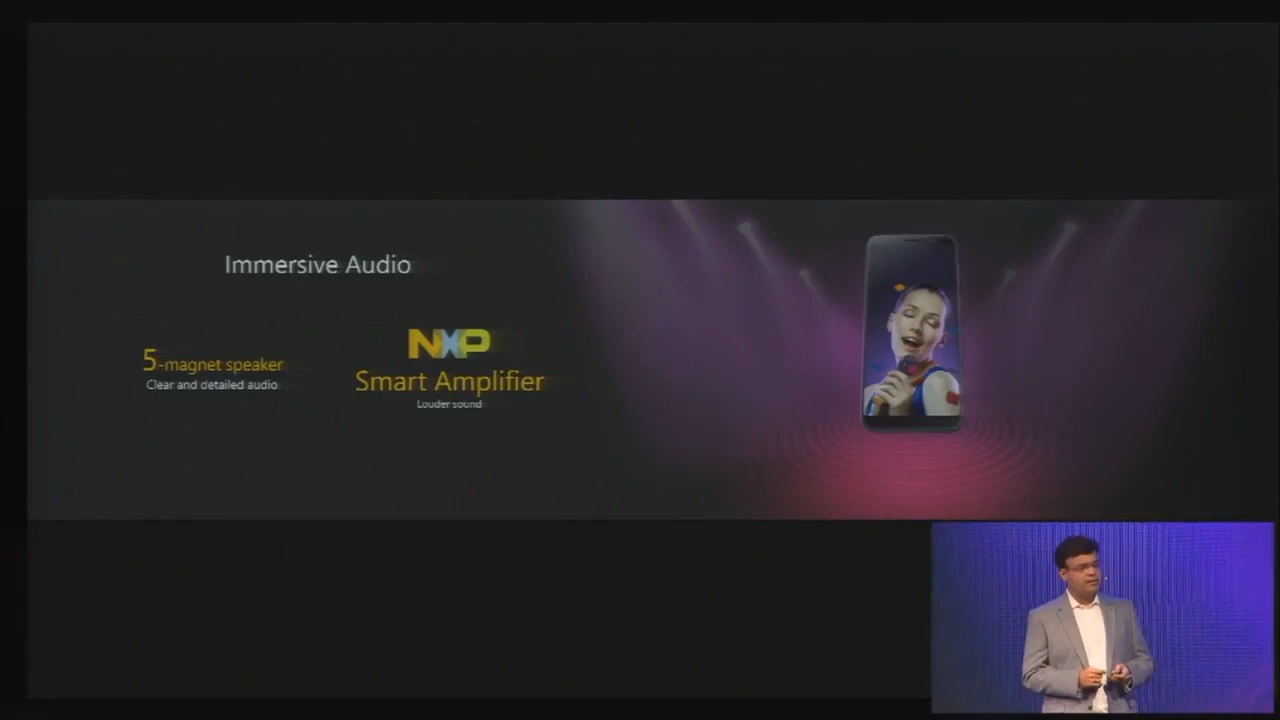 Immersive Audio
5-magnet speaker
Clear and detailed audio
NXP
Smart Amplifier
Louder sound